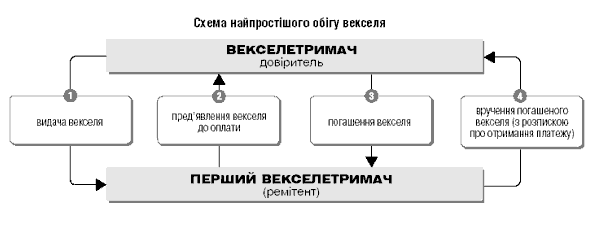 Схема найпростішого обігу векселя
ВЕКСЕЛЕТРИМАЧ
довіритель
1
видача векселя
2
пред'явлення векселя
до оплати
3
погашення векселя
4
вручення погашеного
векселя (з розпискою
про отримання платежу)
ПЕРШИЙ ВЕКСЕЛЕТРИМАЧ
(ремітент)